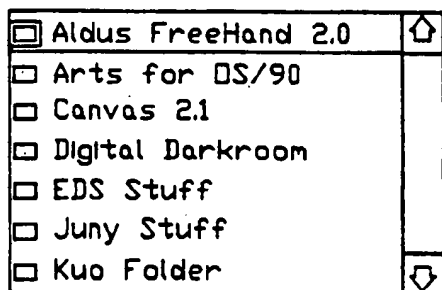 Aldus FreeHand 2.0
Arts for DS/90
Canvas 2.1
Digital Darkroom
EDS Stuff
Juny Stuff
Kuo Folder